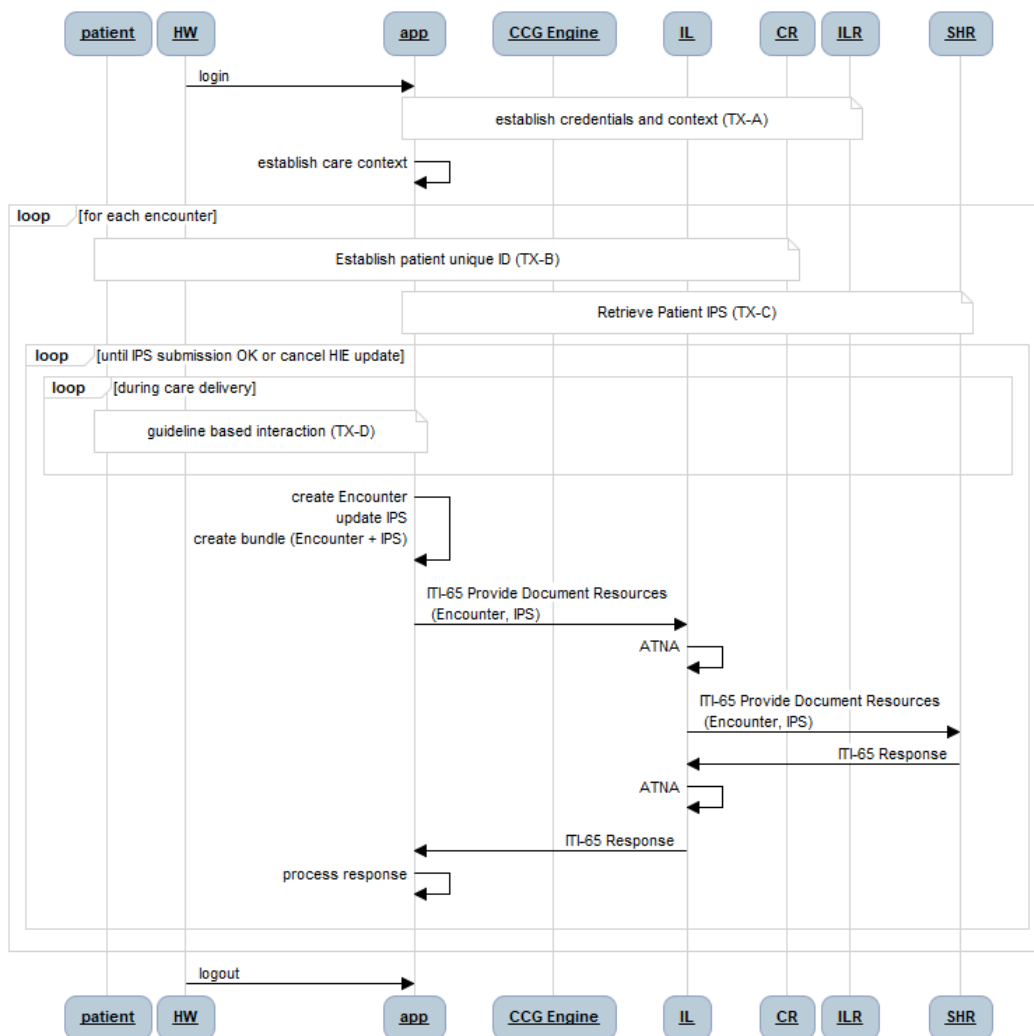 patient HW app CCG Engine IL CR ILR SHR
login
establish credentials and context (TX-A)
establish care context
loop [for each encounter]
Establish patient unique ID (TX-B)
Retrieve Patient IPS (TX-C)
loop [until IPS submission OK or cancel HIE update]
loop [during care delivery]
guideline based interaction (TX-D)
create Encounter
update IPS
create bundle (Encounter + IPS)
ITI-65 Provide Document Resources
(Encounter, IPS)
ATNA
ITI-65 Provide Document Resources
(Encounter, IPS)
ITI-65 Response
ATNA
ITI-65 Response
process response
logout
patient HW app CCG Engine IL CR ILR SHR